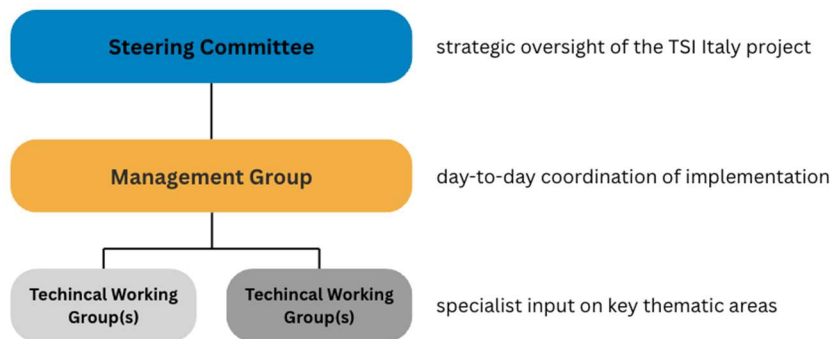 Steering Committee
strategic oversight of the TSI Italy project
Management Group
day-to-day coordination of implementation
Techincal Working
Group(s)
Techincal Working
Group(s)
specialist input on key thematic areas